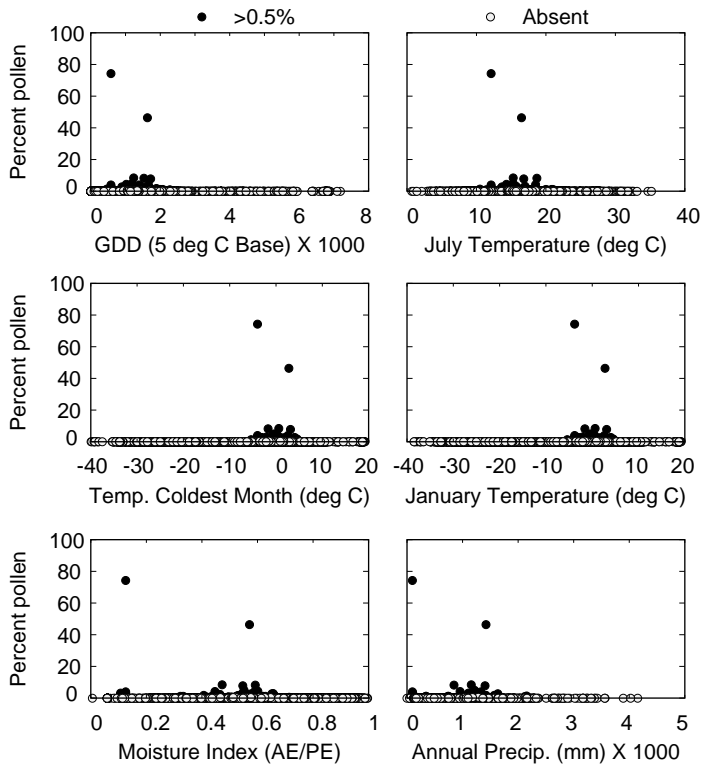 >0.5% Absent
Percent pollen
100
80
60
40
20
0
0 2 4 6 8
GDD (5 deg C Base) X 1000
0 10 20 30 40
July Temperature (deg C)
Percent pollen
100
80
60
40
20
0
-40 -30 -20 -10 0 10 20
Temp. Coldest Month (deg C)
-40 -30 -20 -10 0 10 20
January Temperature (deg C)
Percent pollen
100
80
60
40
20
0
0 0.2 0.4 0.6 0.8 1
Moisture Index (AE/PE)
0 1 2 3 4 5
Annual Precip. (mm) X 1000